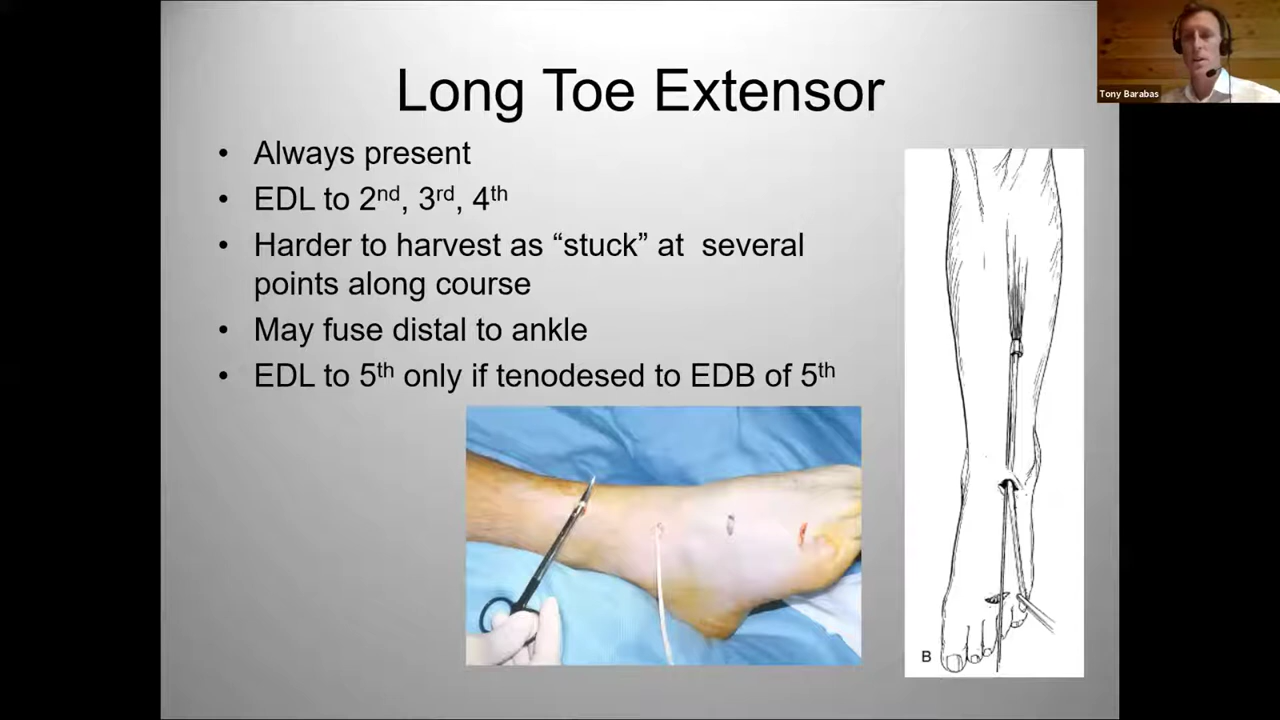 Long Toe Extensor
Tony Barabas
• Always present
• EDL to 2nd, 3rd, 4th
• Harder to harvest as “stuck” at several
points along course
• May fuse distal to ankle
• EDL to 5th only if tenodesed to EDB of 5th
B